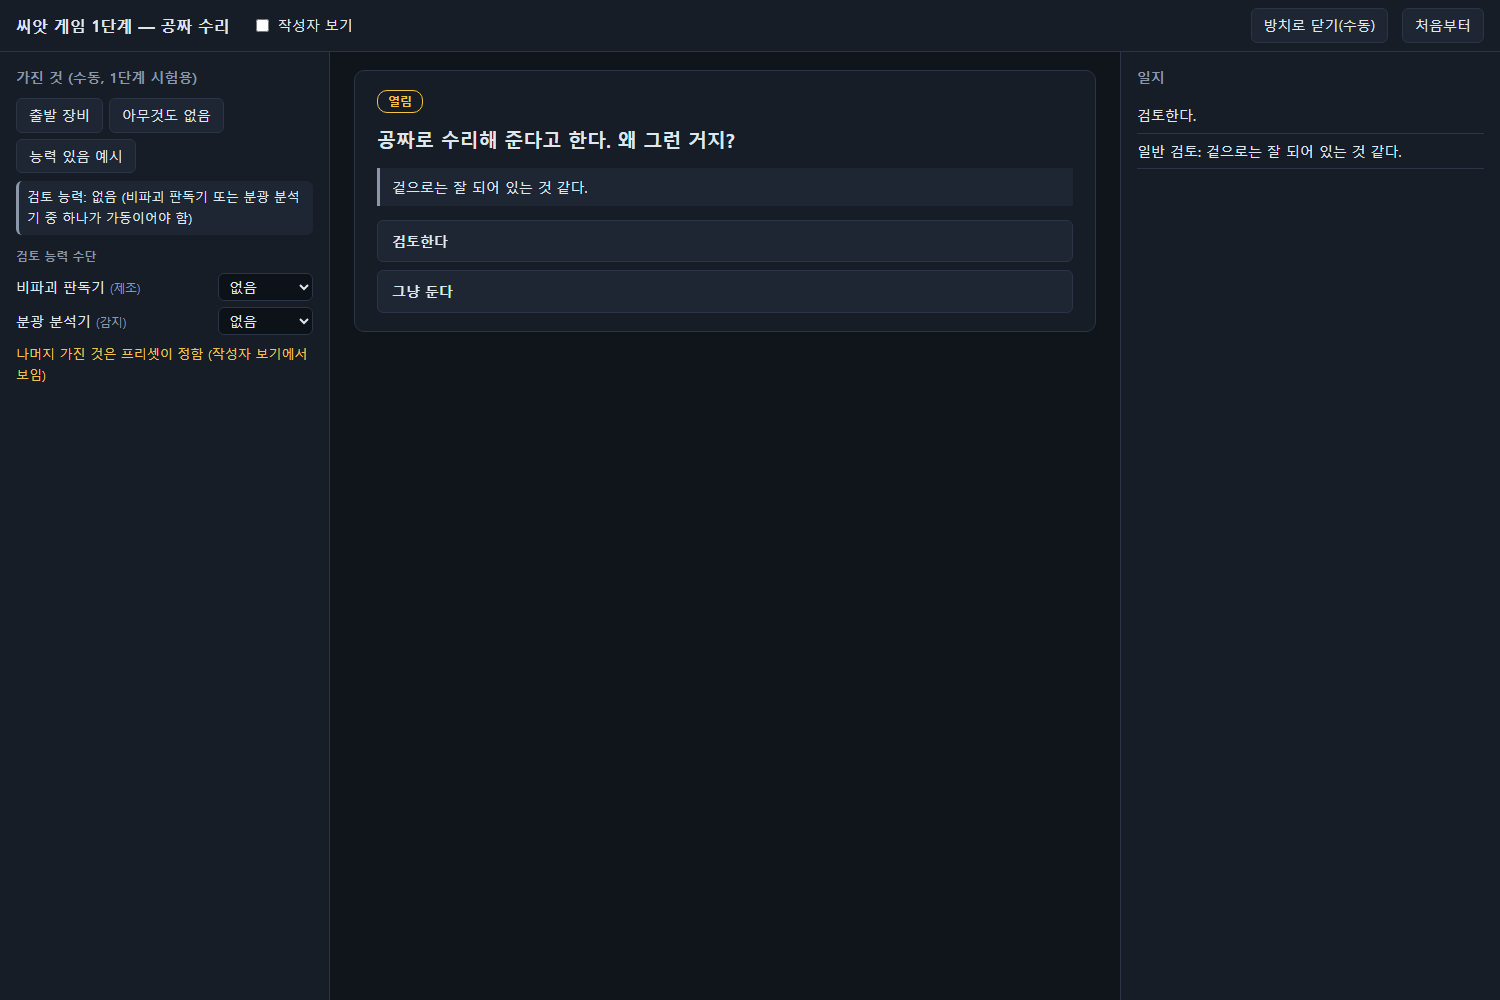 씨앗 게임 1단계 — 공짜 수리
작성자 보기
방치로 닫기(수동)
처음부터
가진 것 (수동, 1단계 시험용)
출발 장비
아무것도 없음
능력 있음 예시
검토 능력: 없음 (비파괴 판독기 또는 분광 분석
기 중 하나가 가동이어야 함)
검토 능력 수단
비파괴 판독기 (제조)
없음
분광 분석기 (감지)
없음
나머지 가진 것은 프리셋이 정함 (작성자 보기에서
보임)
열림
공짜로 수리해 준다고 한다. 왜 그런 거지?
겉으로는 잘 되어 있는 것 같다.
검토한다
그냥 둔다
일지
검토한다.
일반 검토: 겉으로는 잘 되어 있는 것 같다.